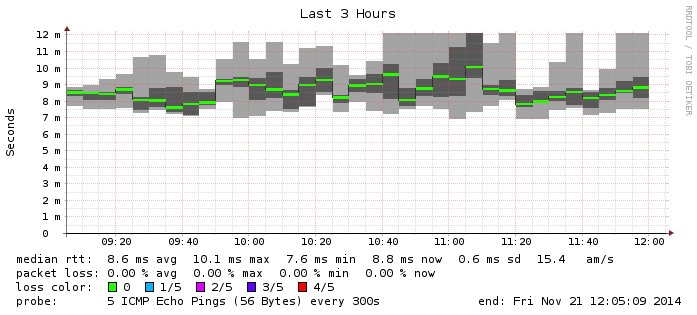 Last 3 Hours
RRDTOOL / TOBI OETIKER
Seconds
12 m
11 m
10 m
9 m
8 m
7 m
6 m
5 m
4 m
3 m
2 m
1 m
0
09:20 09:40 10:00 10:20 10:40 11:00 11:20 11:40 12:00
median rtt: 8.6 ms avg 10.1 ms max 7.6 ms min 8.8 ms now 0.6 ms sd 15.4 am/s
packet loss: 0.00 % avg 0.00 % max 0.00 % min 0.00 % now
loss color: 0 1/5 2/5 3/5 4/5
probe: 5 ICMP Echo Pings (56 Bytes) every 300s end: Fri Nov 21 12:05:09 2014